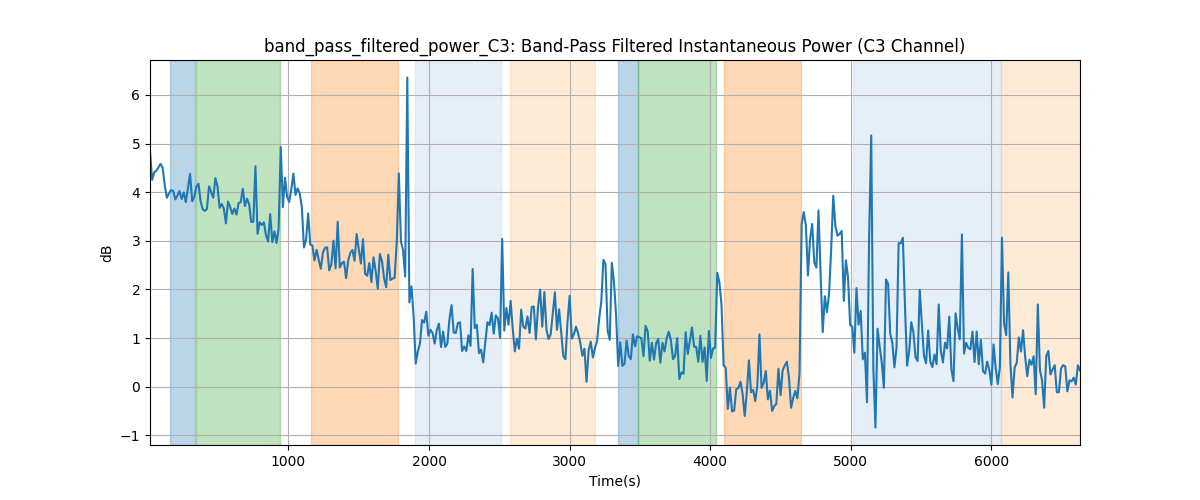 band_pass_filtered_power_C3: Band-Pass Filtered Instantaneous Power (C3 Channel)
dB
6
5
4
3
2
1
0
−1
1000 2000 3000 4000 5000 6000
Time(s)